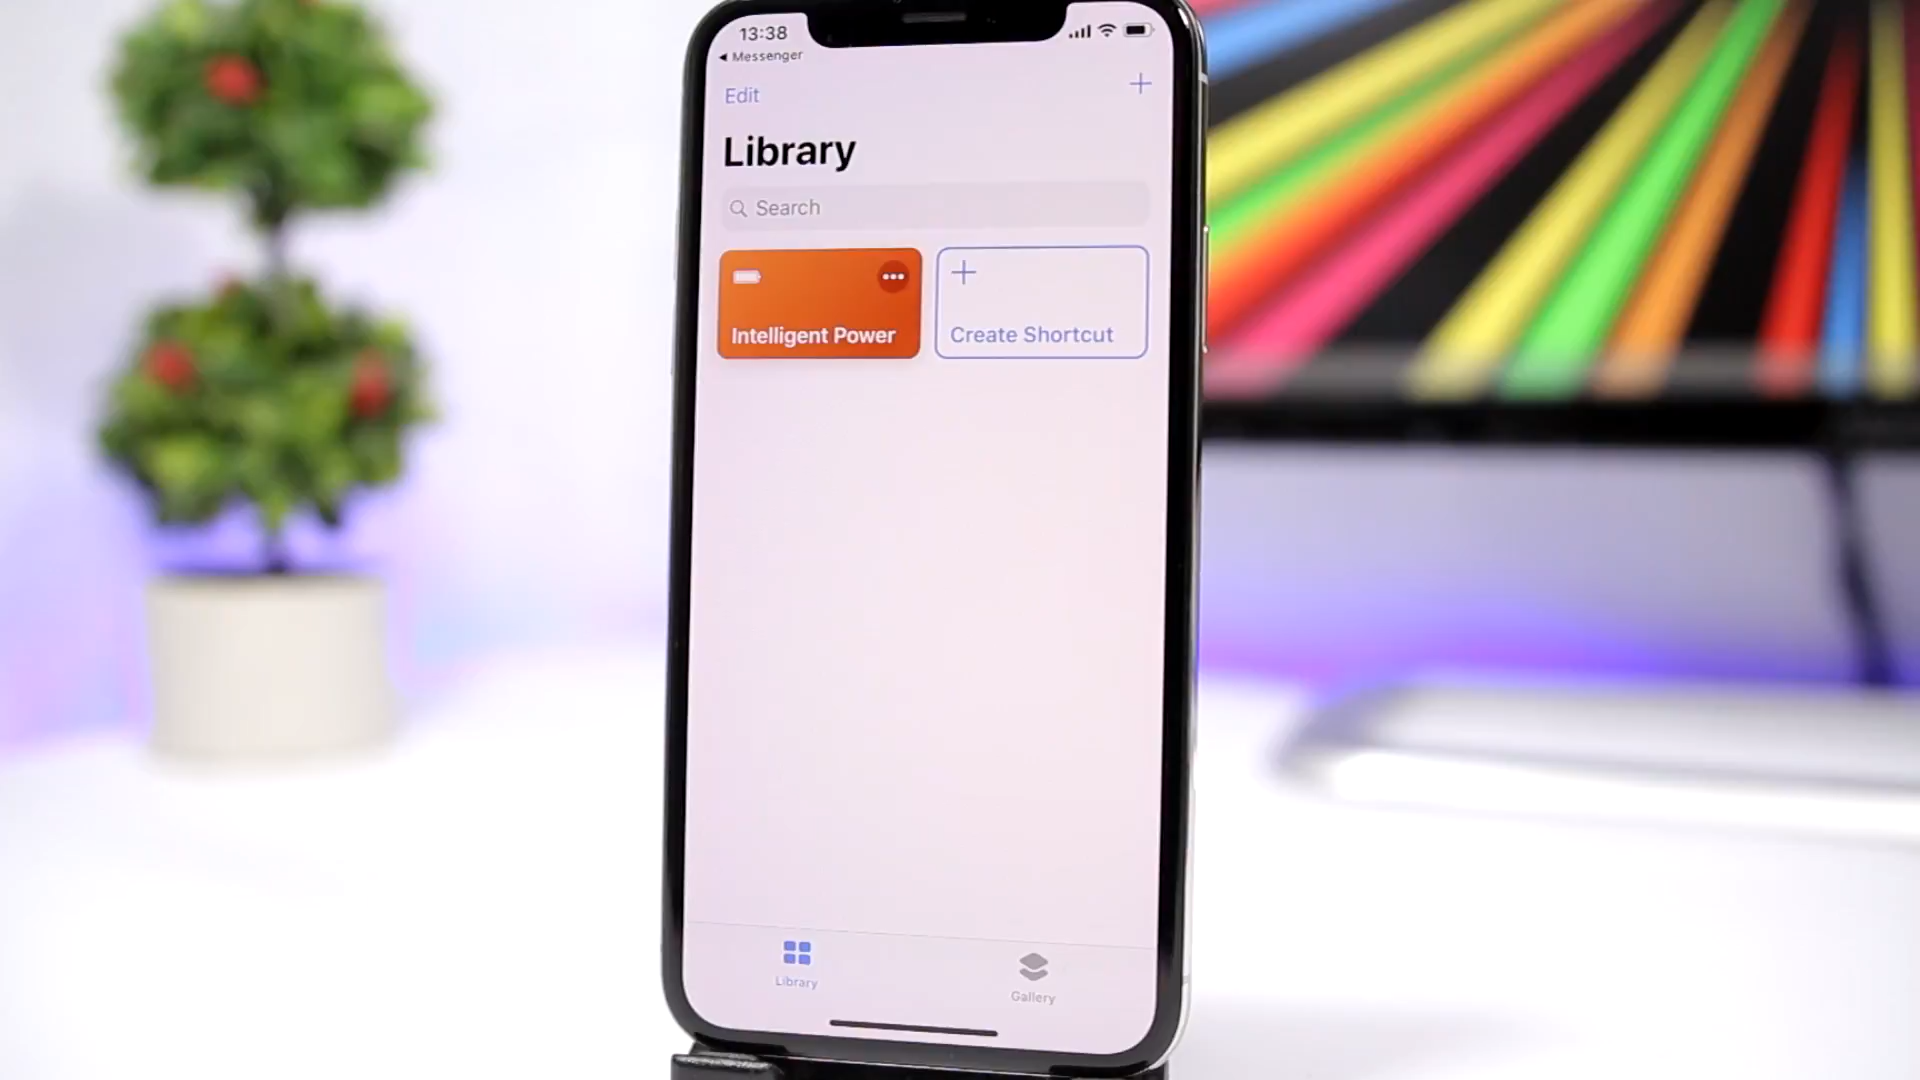 13:38
Messenger
Edit
Library
Search
Intelligent Power
Create Shortcut
Library
Gallery